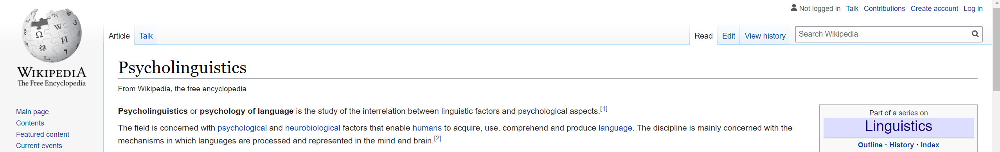 Not logged in Talk Contributions Create account Log in
Article Talk Read Edit View history Search Wikipedia
WIKIPEDIA
The Free Encyclopedia
Main page
Contents
Featured content
Current events
Psycholinguistics
From Wikipedia, the free encyclopedia
Psycholinguistics or psychology of language is the study of the interrelation between linguistic factors and psychological aspects.[1]
The field is concerned with psychological and neurobiological factors that enable humans to acquire, use, comprehend and produce language. The discipline is mainly concerned with the
mechanisms in which languages are processed and represented in the mind and brain.[2]
Part of a series on
Linguistics
Outline · History · Index